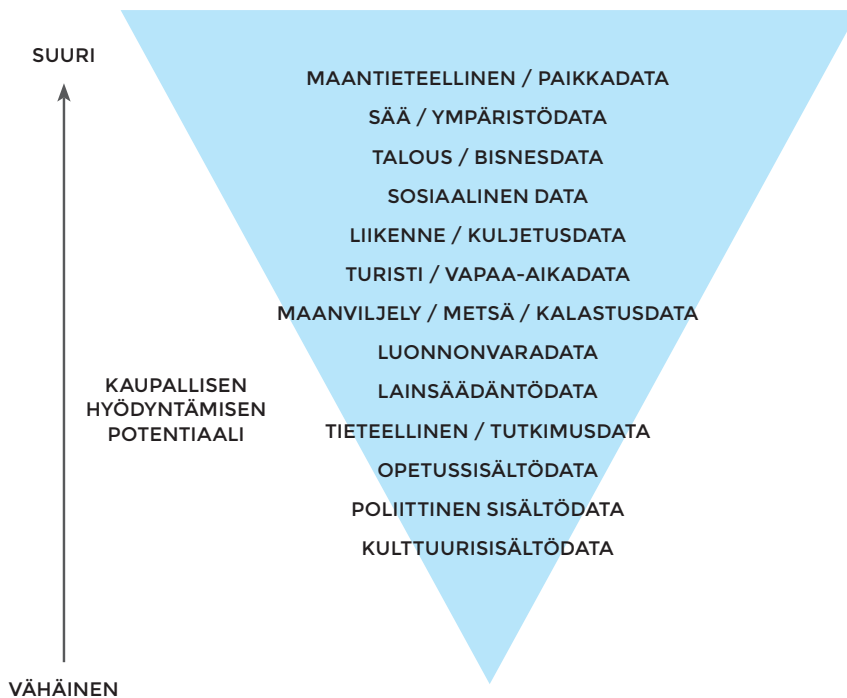 SUURI
MAANTIETEELLINEN / PAIKKADATA
SÄÄ / YMPÄRISTÖDATA
TALOUS / BISNESDATA
SOSIAALINEN DATA
LIIKENNE / KULJETUSDATA
TURISTI / VAPAA-AIKADATA
MAANVILJELY / METSÄ / KALASTUSDATA
LUONNONVARADATA
LAINSÄÄDÄNTÖDATA
TIETEELLINEN / TUTKIMUSDATA
OPETUSSISÄLTÖDATA
POLIITTINEN SISÄLTÖDATA
KULTTUURISISÄLTÖDATA
KAUPALLISEN
HYÖDYNTÄMISEN
POTENTIAALI
VÄHÄINEN